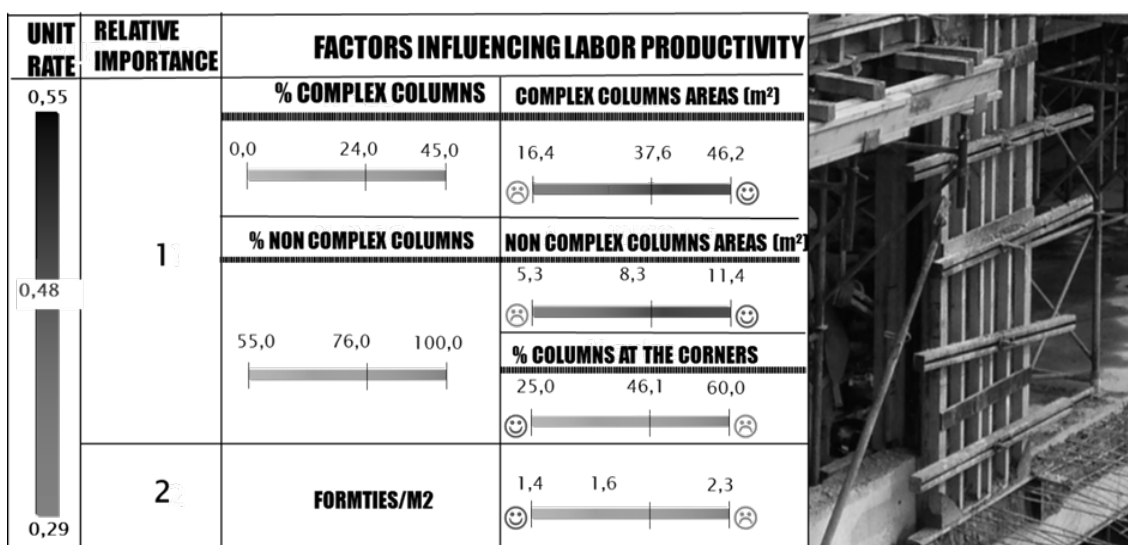 UNIT RATE
RELATIVE IMPORTANCE
FACTORS INFLUENCING LABOR PRODUCTIVITY
0,55
0,48
0,29
1
% COMPLEX COLUMNS
0,0 24,0 45,0
COMPLEX COLUMNS AREAS (m²)
16,4 37,6 46,2
% NON COMPLEX COLUMNS
55,0 76,0 100,0
NON COMPLEX COLUMNS AREAS (m²)
5,3 8,3 11,4
% COLUMNS AT THE CORNERS
25,0 46,1 60,0
2
FORMTIES/M2
1,4 1,6 2,3